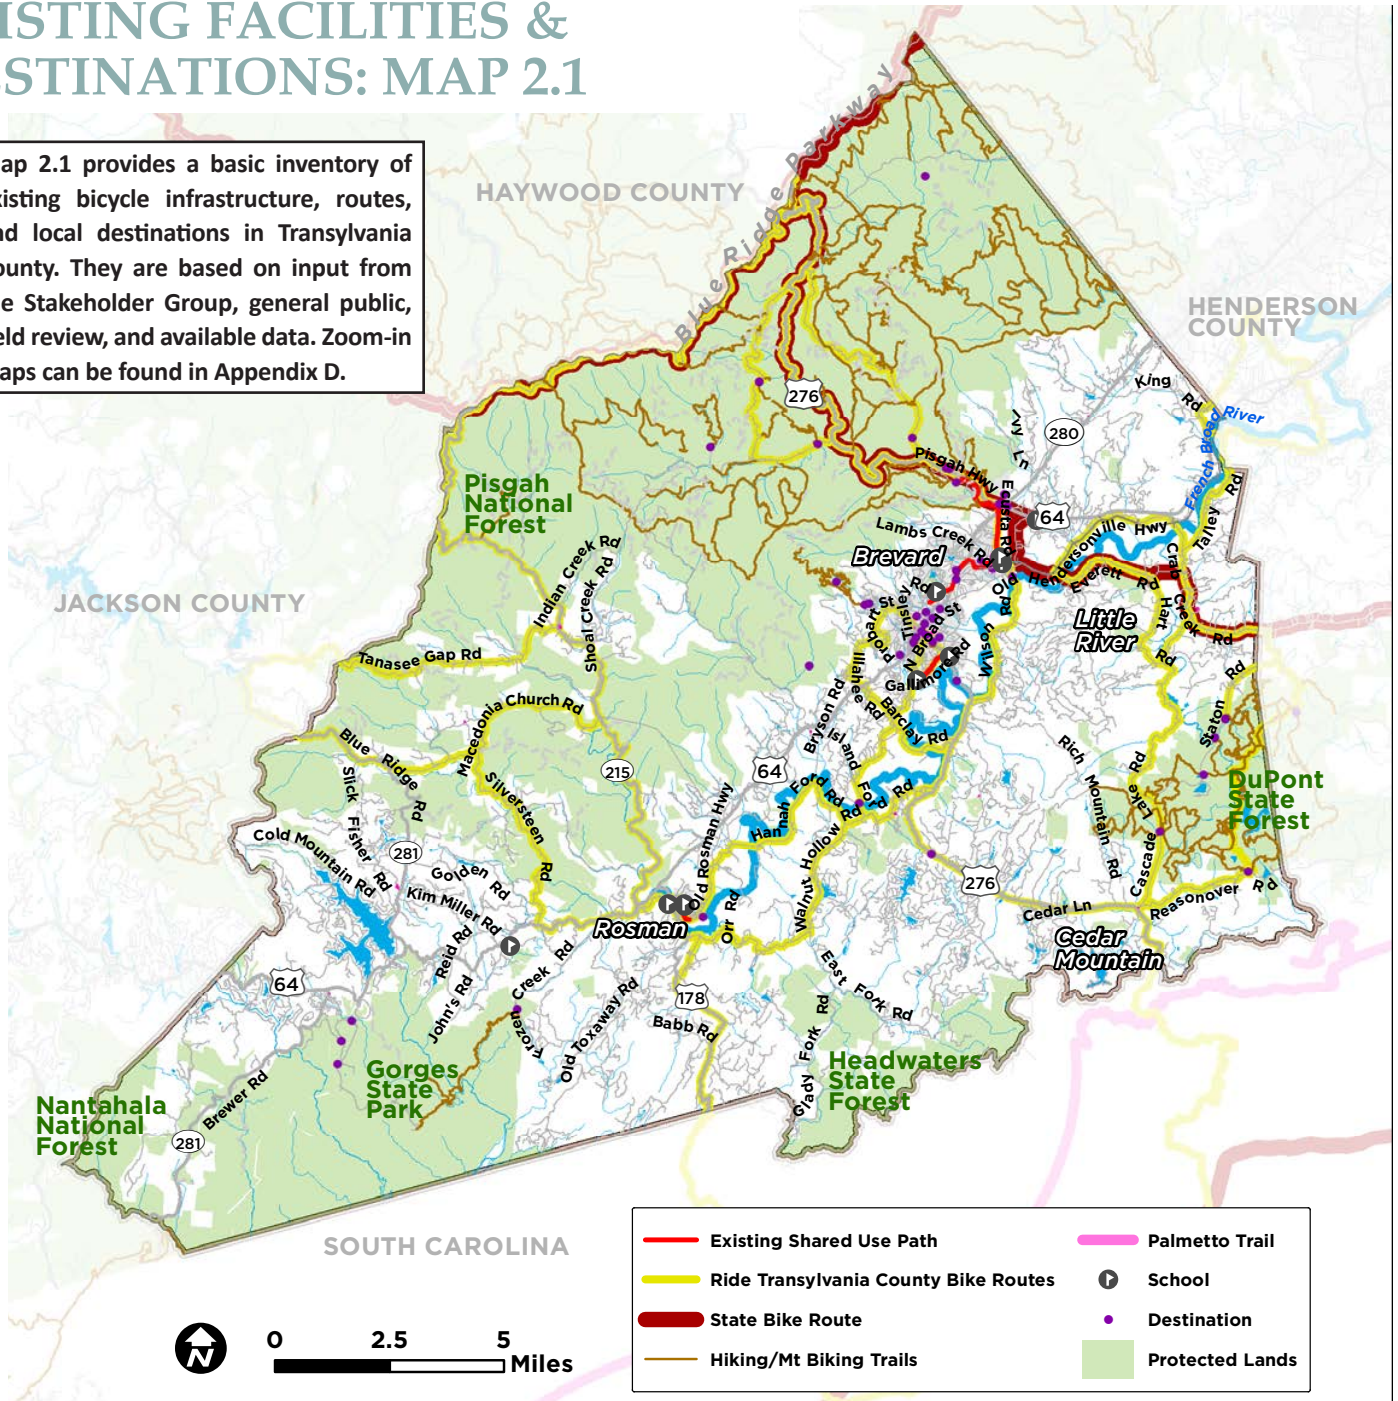 ISTING FACILITIES &
STINATIONS: MAP 2.1
ap 2.1 provides a basic inventory of
xisting bicycle infrastructure, routes,
nd local destinations in Transylvania
ounty. They are based on input from
e Stakeholder Group, general public,
eld review, and available data. Zoom-in
aps can be found in Appendix D.
Blue Ridge Parkway
HAYWOOD COUNTY
HENDERSON
COUNTY
JACKSON COUNTY
SOUTH CAROLINA
King Rd
French Broad River
276
280
Ivy Ln
Pisgah Hwy
Ecusta Rd
64
Pisgah
National
Forest
Lambs Creek Rd
Brevard
Old Hendersonville Hwy
Everett Rd
Talley Rd
Crab Creek Rd
Hart Rd
Little
River
Indian Creek Rd
Shoal Creek Rd
Tanasee Gap Rd
Probart St
Tinsley Rd
N Broad St
Gallimore Rd
Wilson Rd
Illahee Rd
Barclay Rd
Bryson Rd
Island Ford Rd
Staton Rd
Macedonia Church Rd
Blue Ridge Rd
Slick Fisher Rd
Silversteen Rd
215
64
Hannah Ford Rd
Old Rosman Hwy
Walnut Hollow Rd
Rich Mountain Rd
Cascade Lake Rd
DuPont
State
Forest
Cold Mountain Rd
281
Golden Rd
Kim Miller Rd
Reid Rd
John's Rd
Frozen Creek Rd
Old Toxaway Rd
Rosman
Orr Rd
276
Cedar Ln
Reasonover Rd
Cedar
Mountain
64
178
Babb Rd
East Fork Rd
Glady Fork Rd
Gorges
State
Park
Headwaters
State
Forest
Nantahala
National
Forest
Brewer Rd
281
N
0 2.5 5
Miles
Existing Shared Use Path
Ride Transylvania County Bike Routes
State Bike Route
Hiking/Mt Biking Trails
Palmetto Trail
School
Destination
Protected Lands